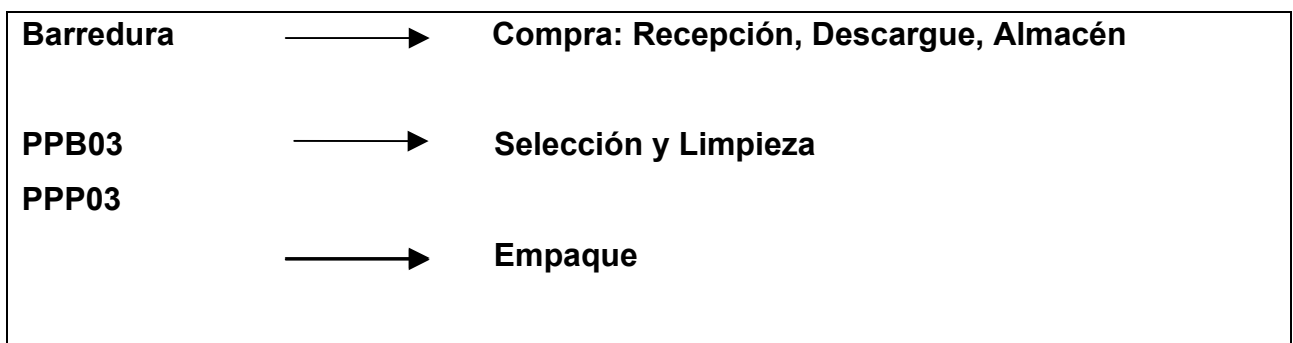 Barredura Compra: Recepción, Descargue, Almacén
PPB03 Selección y Limpieza
PPP03
Empaque